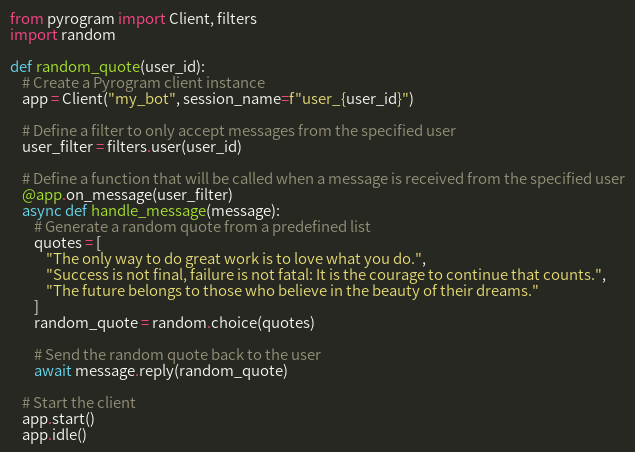 from pyrogram import Client, filters
import random

def random_quote(user_id):
    # Create a Pyrogram client instance
    app = Client("my_bot", session_name=f"user_{user_id}")

    # Define a filter to only accept messages from the specified user
    user_filter = filters.user(user_id)

    # Define a function that will be called when a message is received from the specified user
    @app.on_message(user_filter)
    async def handle_message(message):
        # Generate a random quote from a predefined list
        quotes = [
            "The only way to do great work is to love what you do.",
            "Success is not final, failure is not fatal: It is the courage to continue that counts.",
            "The future belongs to those who believe in the beauty of their dreams."
        ]
        random_quote = random.choice(quotes)

        # Send the random quote back to the user
        await message.reply(random_quote)

    # Start the client
    app.start()
    app.idle()